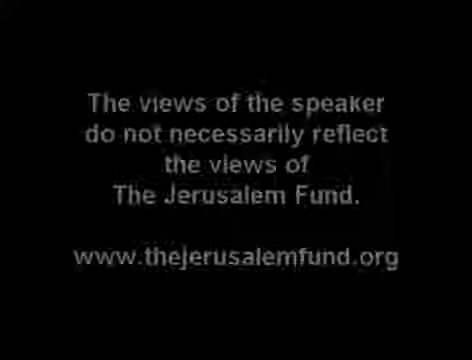 The views of the speaker
do not necessarily reflect
the views of
The Jerusalem Fund.
www.thejerusalemfund.org